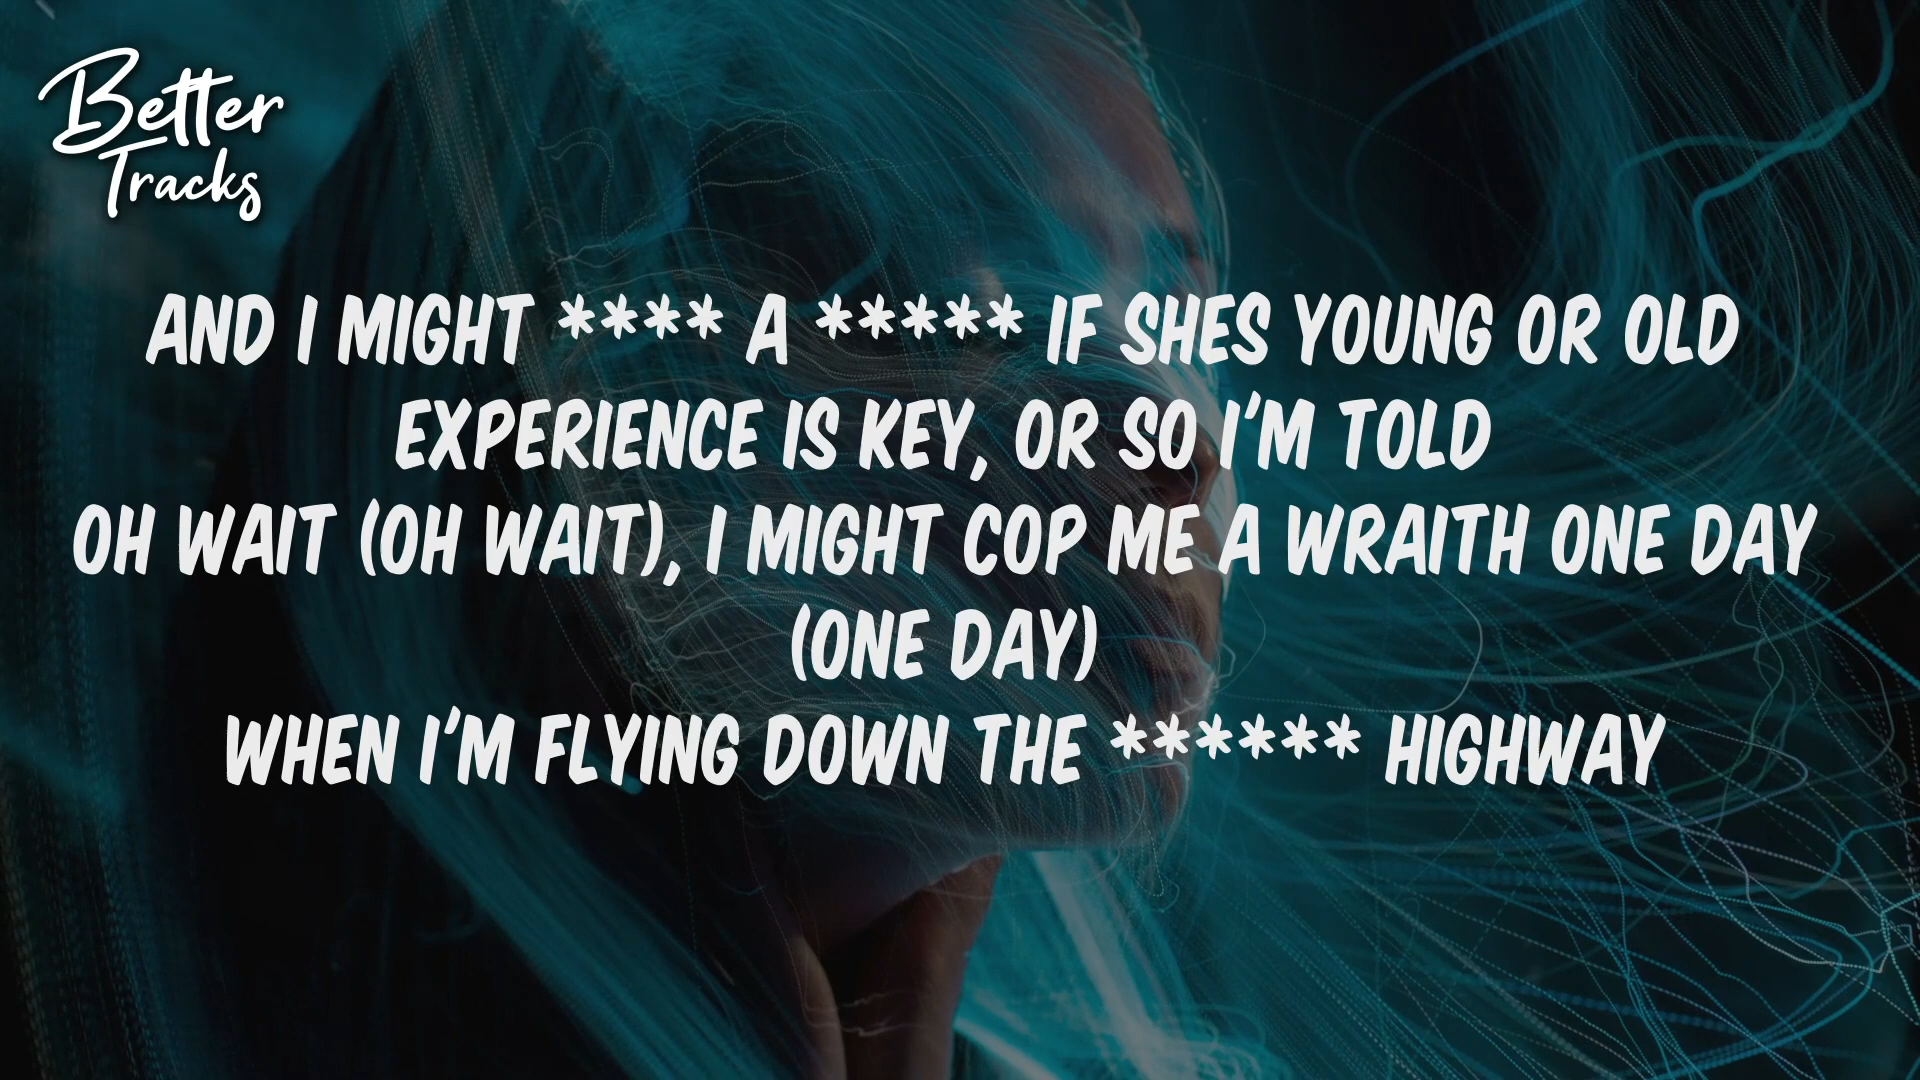 Better
Tracks
AND I MIGHT **** A ***** IF SHES YOUNG OR OLD
EXPERIENCE IS KEY, OR SO I'M TOLD
OH WAIT (OH WAIT), I MIGHT COP ME A WRAITH ONE DAY
(ONE DAY)
WHEN I'M FLYING DOWN THE ****** HIGHWAY